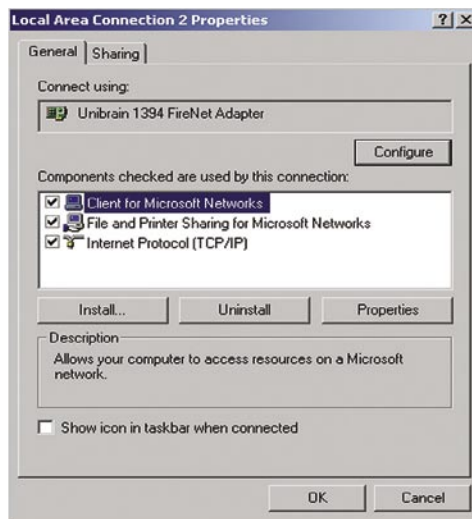 Local Area Connection 2 Properties
General
Sharing
Connect using:
Unibrain 1394 FireNet Adapter
Configure
Components checked are used by this connection:
Client for Microsoft Networks
File and Printer Sharing for Microsoft Networks
Internet Protocol (TCP/IP)
Install...
Uninstall
Properties
Description
Allows your computer to access resources on a Microsoft
network.
Show icon in taskbar when connected
OK
Cancel